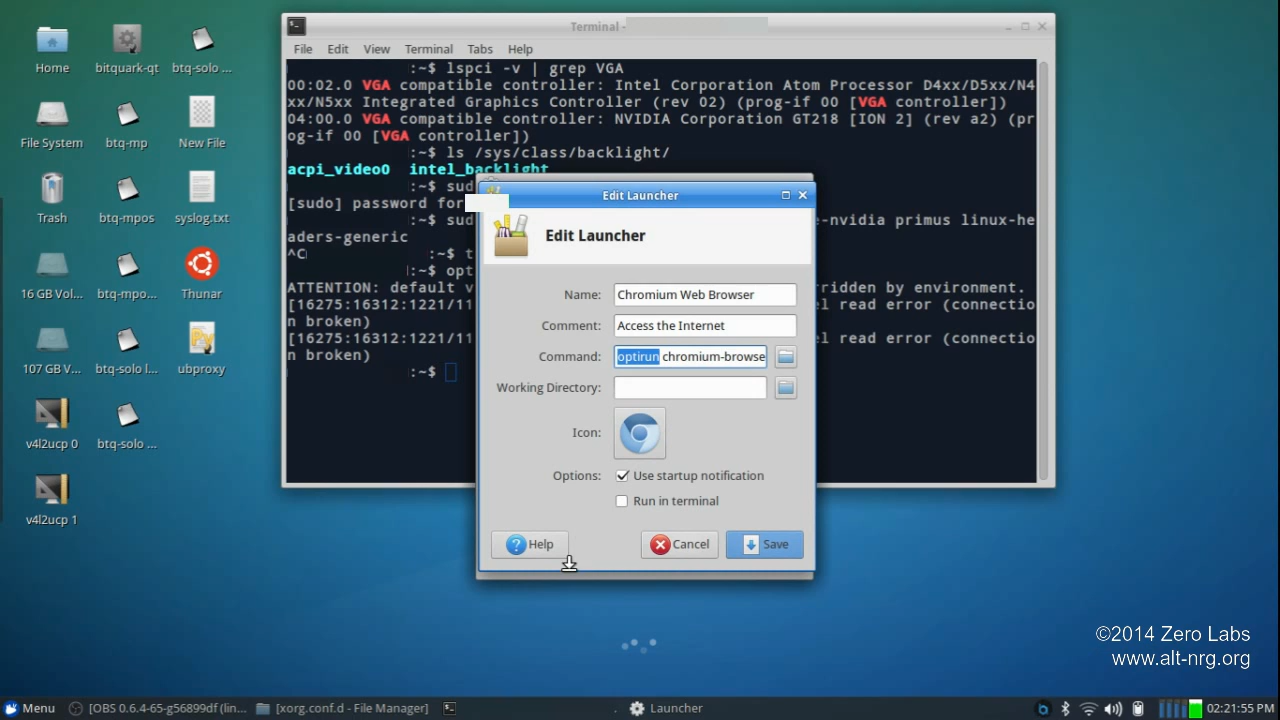 Terminal -
File Edit View Terminal Tabs Help
:~$ lspci -v | grep VGA
00:02.0 VGA compatible controller: Intel Corporation Atom Processor D4xx/D5xx/N4
xx/N5xx Integrated Graphics Controller (rev 02) (prog-if 00 [VGA controller])
04:00.0 VGA compatible controller: NVIDIA Corporation GT218 [ION 2] (rev a2) (pr
og-if 00 [VGA controller])
:~$ ls /sys/class/backlight/
acpi_video0 intel_backlight
:~$ sud
[sudo] password for
:~$ sud e-nvidia primus linux-he
aders-generic
^C :~$ t
:~$ opt
ATTENTION: default v ridden by environment.
[16275:16312:1221/11 el read error (connectio
n broken)
[16275:16312:1221/11 el read error (connectio
n broken)
:~$
Edit Launcher
Edit Launcher
Name: Chromium Web Browser
Comment: Access the Internet
Command: optirun chromium-browse
Working Directory:
Icon:
Options: Use startup notification
Run in terminal
Help Cancel Save
Home bitquark-qt btq-solo ...
File System btq-mp New File
Trash btq-mpos syslog.txt
16 GB Vol... btq-mpo... Thunar
107 GB V... btq-solo l... ubproxy
v4l2ucp 0 btq-solo ...
v4l2ucp 1
©2014 Zero Labs
www.alt-nrg.org
Menu [OBS 0.6.4-65-g56899df (lin... [xorg.conf.d - File Manager] Launcher 02:21:55 PM